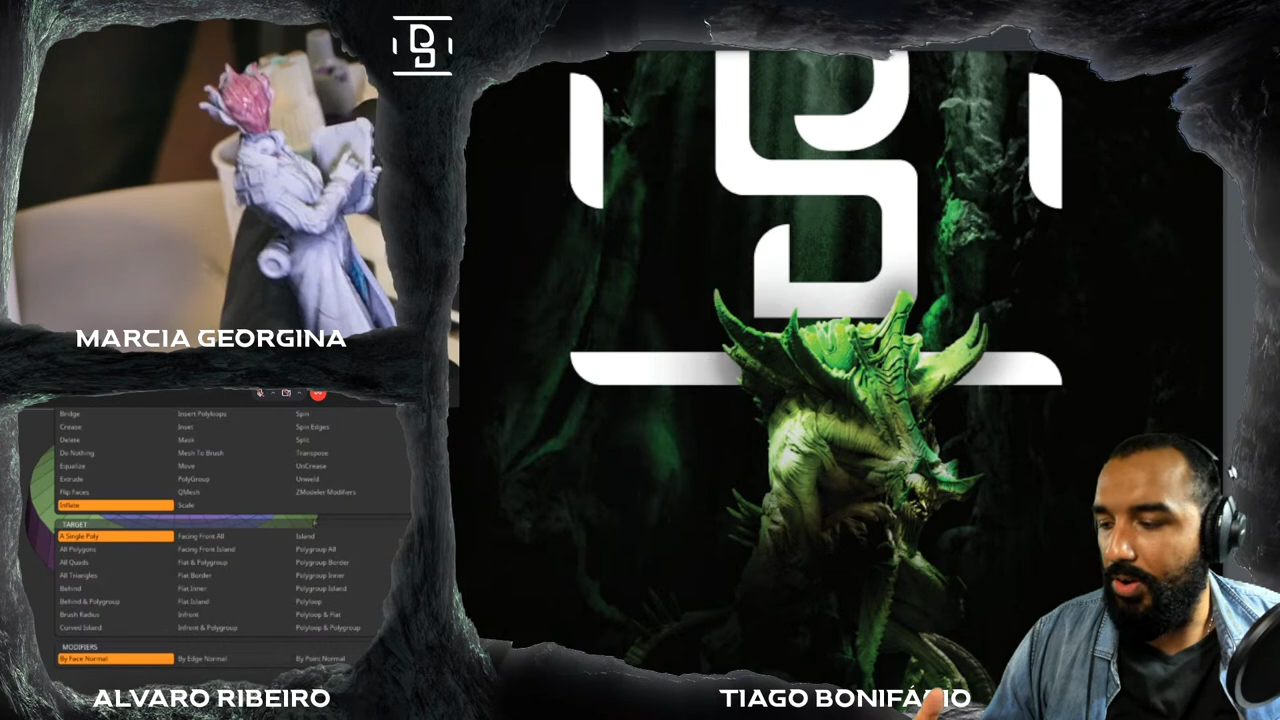 MARCIA GEORGINA
Bridge Insert Polyloops Spin
Crease Inset Spin Edges
Delete Mask Split
Do Nothing Mesh To Brush Transpose
Equalize Move UnCrease
Extrude PolyGroup Unweld
Flip Faces QMesh ZModeler Modifiers
Inflate Scale
TARGET
A Single Poly Facing Front All Island
All Polygons Facing Front Island Polygroup All
All Quads Flat & Polygroup Polygroup Border
All Triangles Flat Border Polygroup Inner
Behind Flat Inner Polygroup Island
Behind & Polygroup Flat Island Polyloop
Brush Radius Infront Polyloop & Flat
Curved Island Infront & Polygroup Polyloop & Polygroup
MODIFIERS
By Face Normal By Edge Normal By Point Normal
ALVARO RIBEIRO
TIAGO